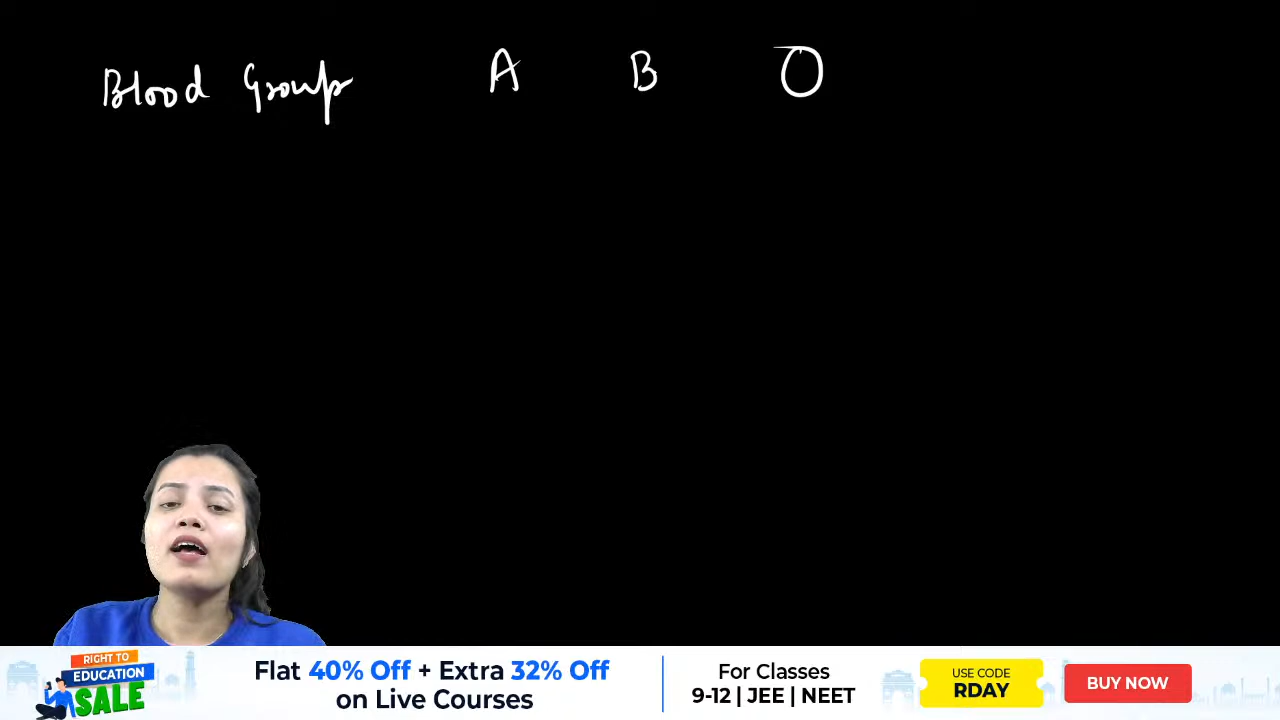 Blood Group A B O
RIGHT TO
EDUCATION
SALE
Flat 40% Off + Extra 32% Off
on Live Courses
For Classes
9-12 | JEE | NEET
USE CODE
RDAY
BUY NOW